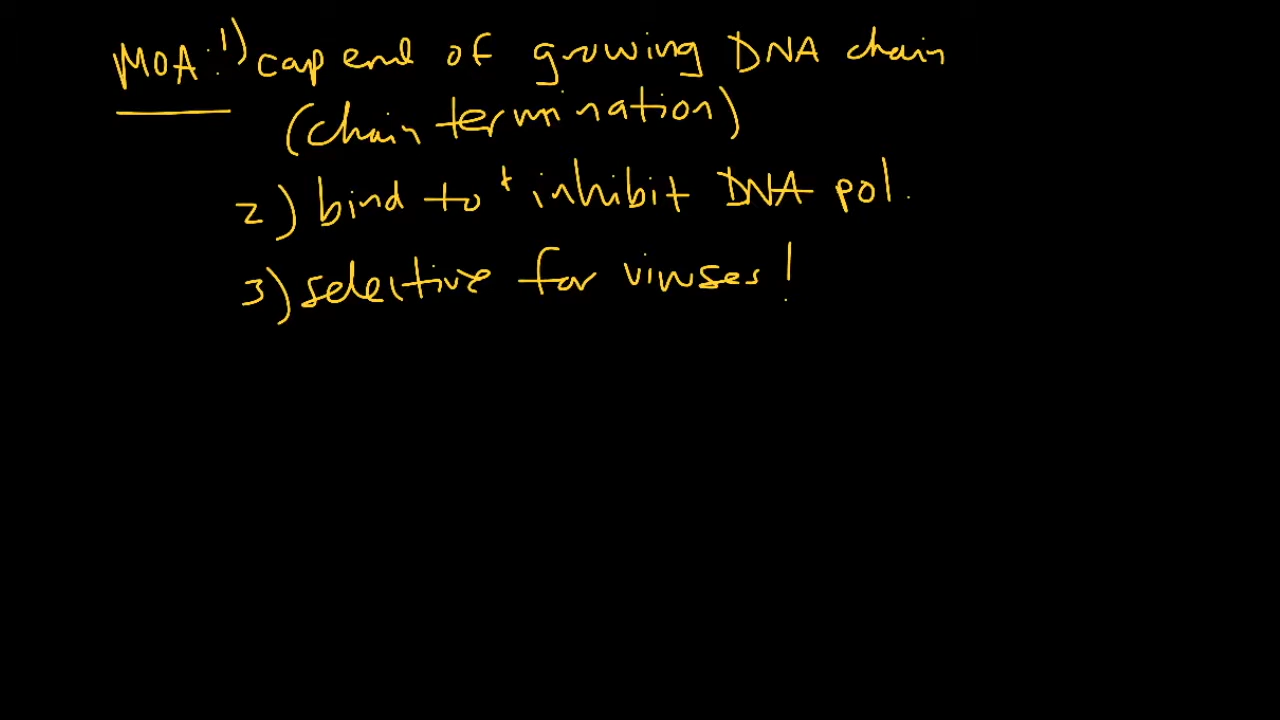 MOA: 1) cap end of growing DNA chain
(chain termination)
2) bind to + inhibit DNA pol.
3) selective for viruses!